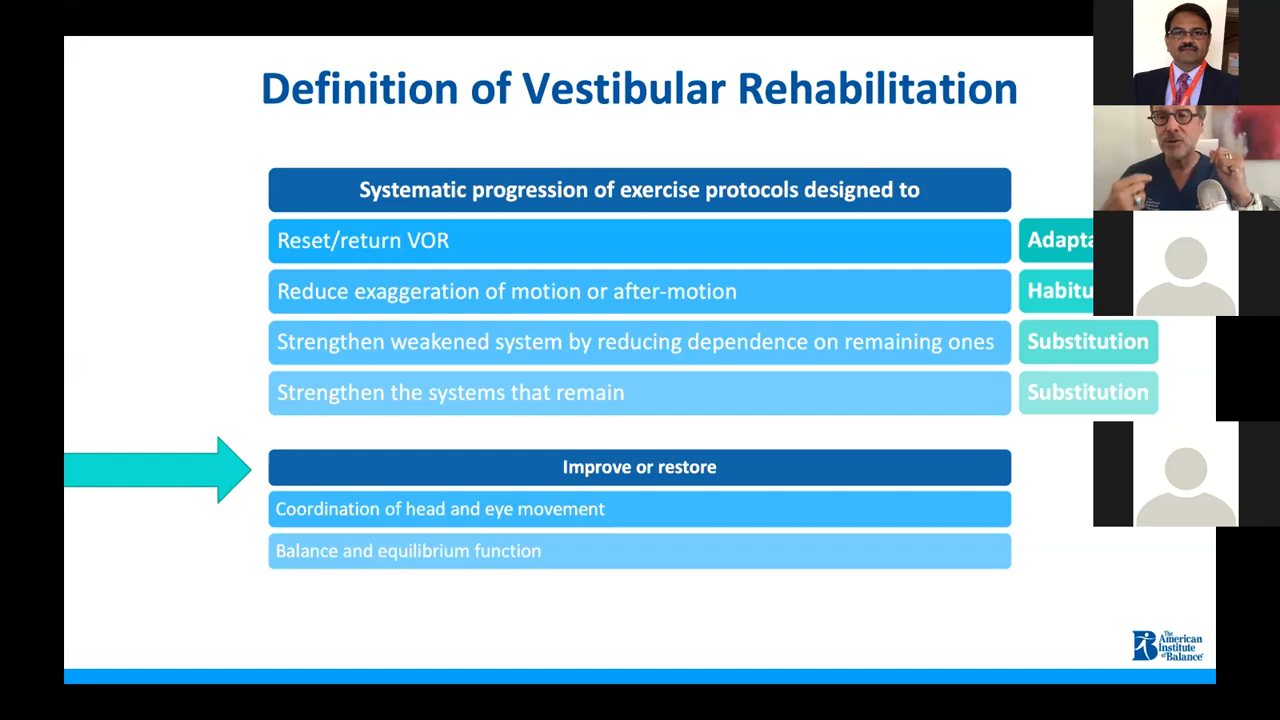 Definition of Vestibular Rehabilitation
Systematic progression of exercise protocols designed to
Reset/return VOR
Adapta
Reduce exaggeration of motion or after-motion
Habitu
Strengthen weakened system by reducing dependence on remaining ones
Substitution
Strengthen the systems that remain
Substitution
Improve or restore
Coordination of head and eye movement
Balance and equilibrium function
The
American
Institute
of Balance